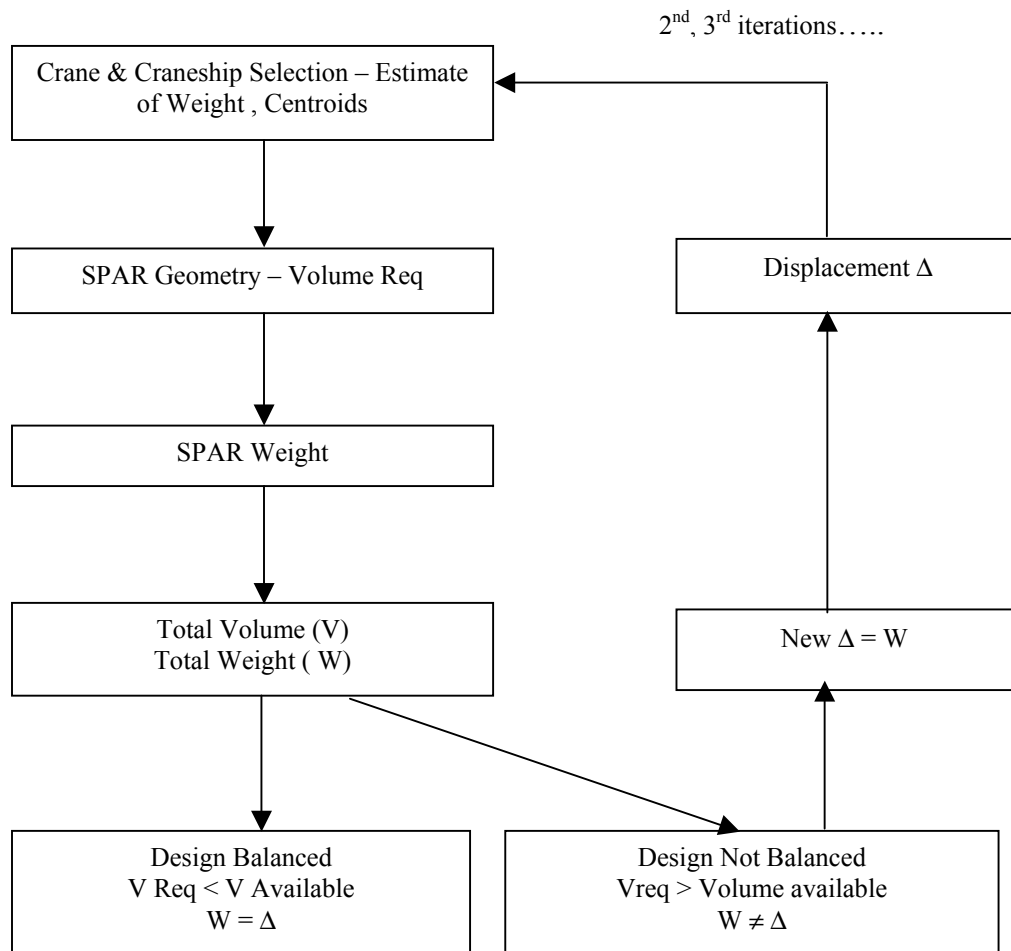 2nd, 3rd iterations…..
Crane & Craneship Selection – Estimate
of Weight , Centroids
SPAR Geometry – Volume Req
Displacement Δ
SPAR Weight
Total Volume (V)
Total Weight ( W)
New Δ = W
Design Balanced
V Req < V Available
W = Δ
Design Not Balanced
Vreq > Volume available
W ≠ Δ